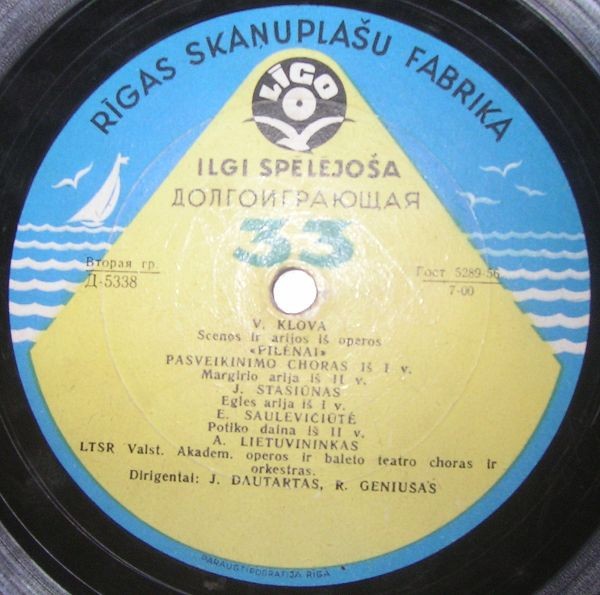 RĪGAS SKAŅUPLAŠU FABRIKA
LĪGO
ILGI SPĒLĒJOŠA
ДОЛГОИГРАЮЩАЯ
33
Вторая гр.
Д-5338
Гост 5289-56
7-00
V. KLOVA
Scenos ir arijos iš operos
«PILĖNAI»
PASVEIKINIMO CHORAS iš I v.
Margirio arija iš II v.
J. STASIŪNAS
Eglės arija iš I v.
E. SAULEVIČIŪTĖ
Potiko daina iš II v.
A. LIETUVININKAS
LTSR Valst. Akadem. operos ir baleto teatro choras ir
orkestras.
Dirigentai: J. DAUTARTAS, R. GENIUŠAS
PARAUGTIPOGRAFIJA RĪGĀ